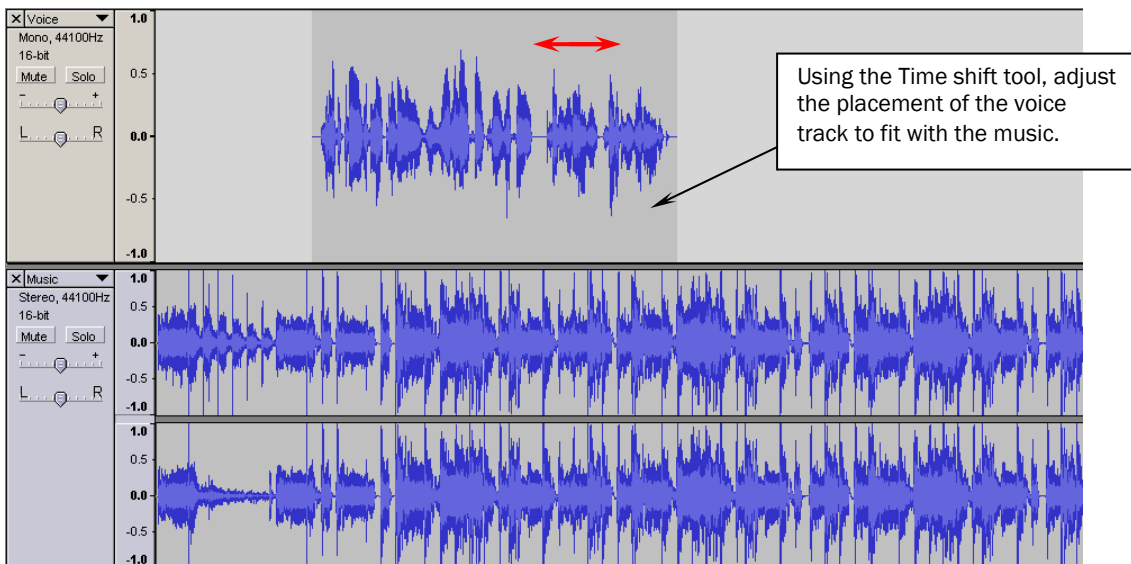 X Voice ▼
Mono, 44100Hz
16-bit
Mute Solo
- +
L R
1.0
0.5
0.0
-0.5
-1.0
Using the Time shift tool, adjust
the placement of the voice
track to fit with the music.
X Music ▼
Stereo, 44100Hz
16-bit
Mute Solo
- +
L R
1.0
0.5
0.0
-0.5
-1.0
1.0
0.5
0.0
-0.5
-1.0